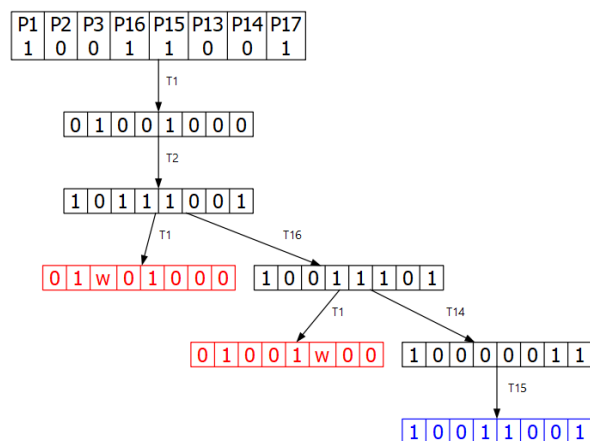 P1 P2 P3 P16 P15 P13 P14 P17
1 0 0 1 1 0 0 1
T1
0 1 0 0 1 0 0 0
T2
1 0 1 1 1 0 0 1
T1 T16
0 1 w 0 1 0 0 0 1 0 0 1 1 1 0 1
T1 T14
0 1 0 0 1 w 0 0 1 0 0 0 0 0 1 1
T15
1 0 0 1 1 0 0 1